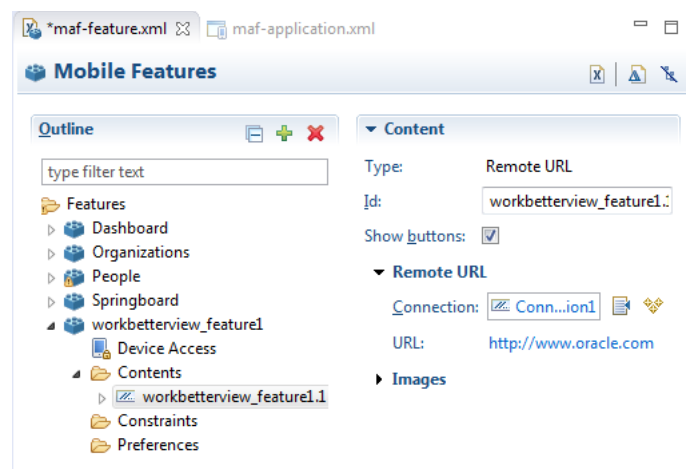 *maf-feature.xml maf-application.xml
Mobile Features
Outline
type filter text
Features
Dashboard
Organizations
People
Springboard
workbetterview_feature1
Device Access
Contents
workbetterview_feature1.1
Constraints
Preferences
Content
Type: Remote URL
Id: workbetterview_feature1.
Show buttons:
Remote URL
Connection: Conn...ion1
URL: http://www.oracle.com
Images